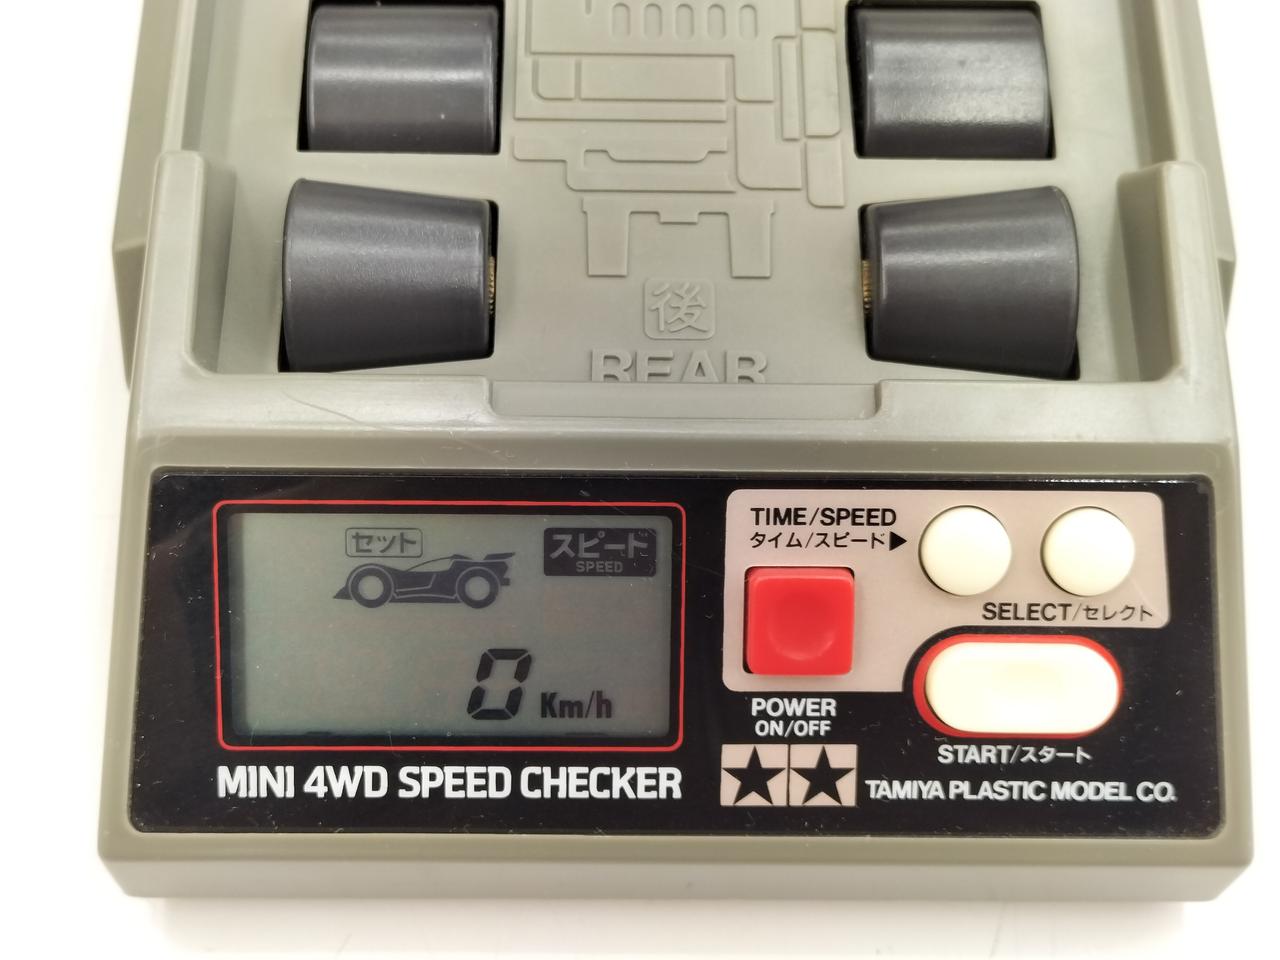 後
REAR
セット
スピード
SPEED
0 Km/h
MINI 4WD SPEED CHECKER
TIME/SPEED
タイム/スピード▶
SELECT/セレクト
POWER
ON/OFF
START/スタート
TAMIYA PLASTIC MODEL CO.